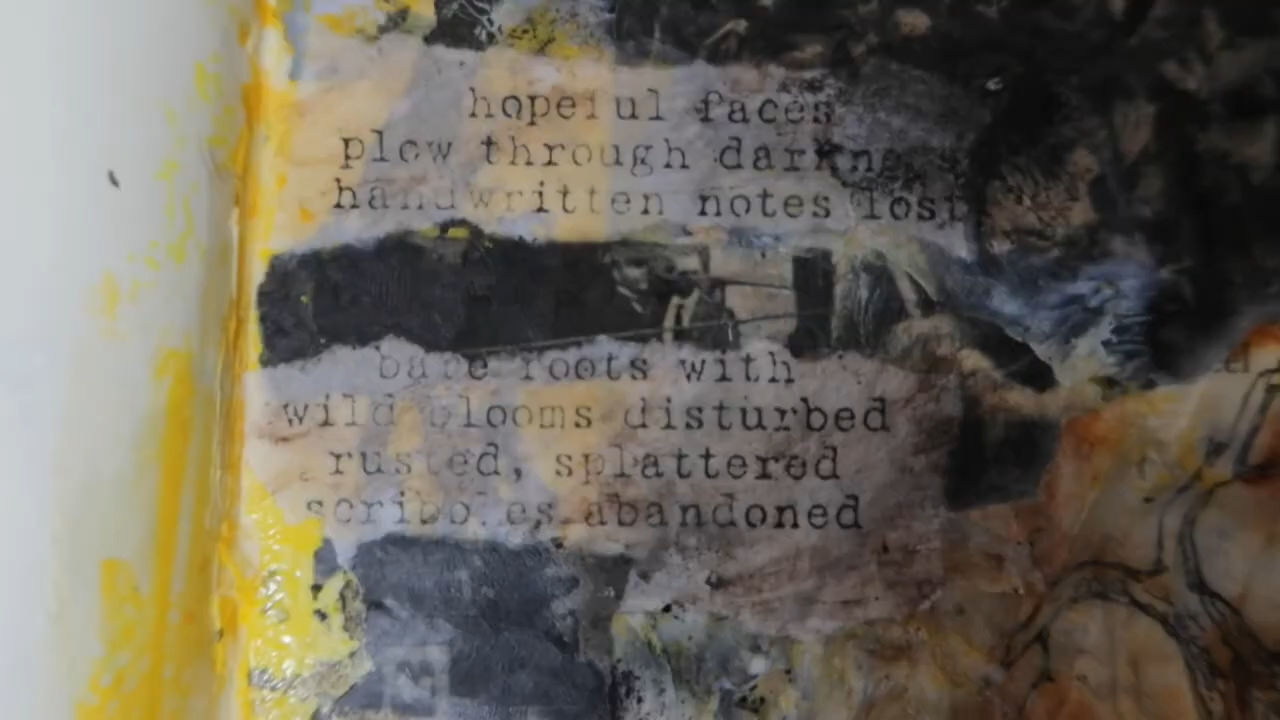 hopeful faces
plow through darkness
handwritten notes lost
bare roots with
wild blooms disturbed
rusted, splattered
scribbles abandoned